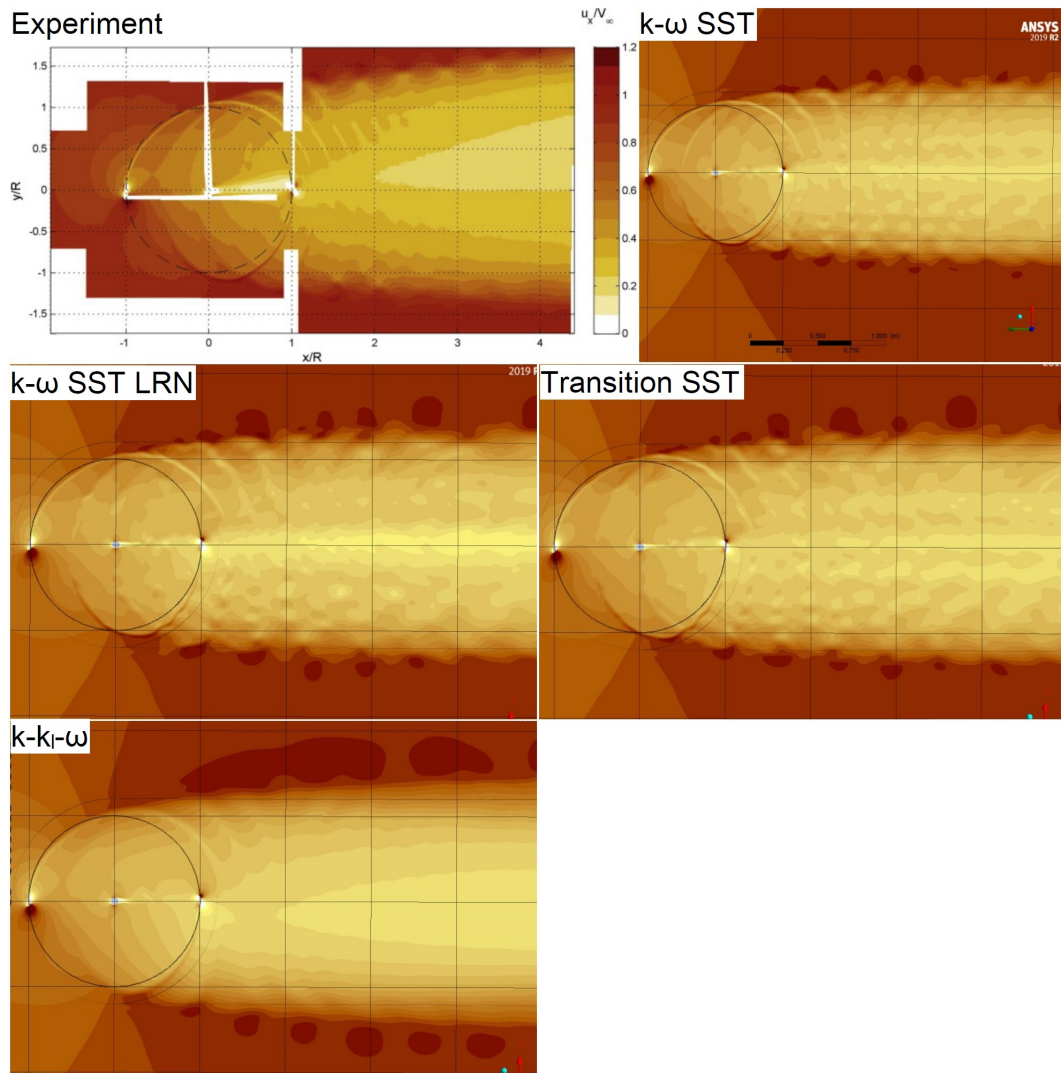 Experiment
u_x/V_∞
1.5
1
0.5
0
-0.5
-1
-1.5
y/R
-1
0
1
2
3
4
x/R
1.2
1
0.8
0.6
0.4
0.2
0
k-ω SST
ANSYS
2019 R2
0.500
1.000 (m)
0.250
0.750
k-ω SST LRN
2019 R
Transition SST
k-kₗ-ω